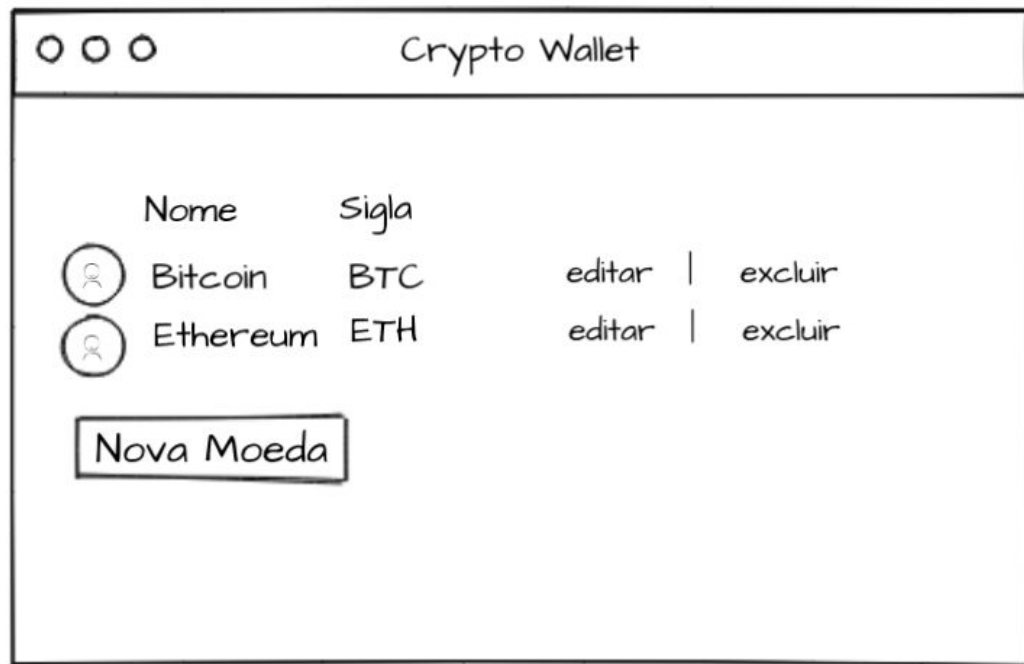 Crypto Wallet
Nome Sigla
Bitcoin BTC editar | excluir
Ethereum ETH editar | excluir
Nova Moeda